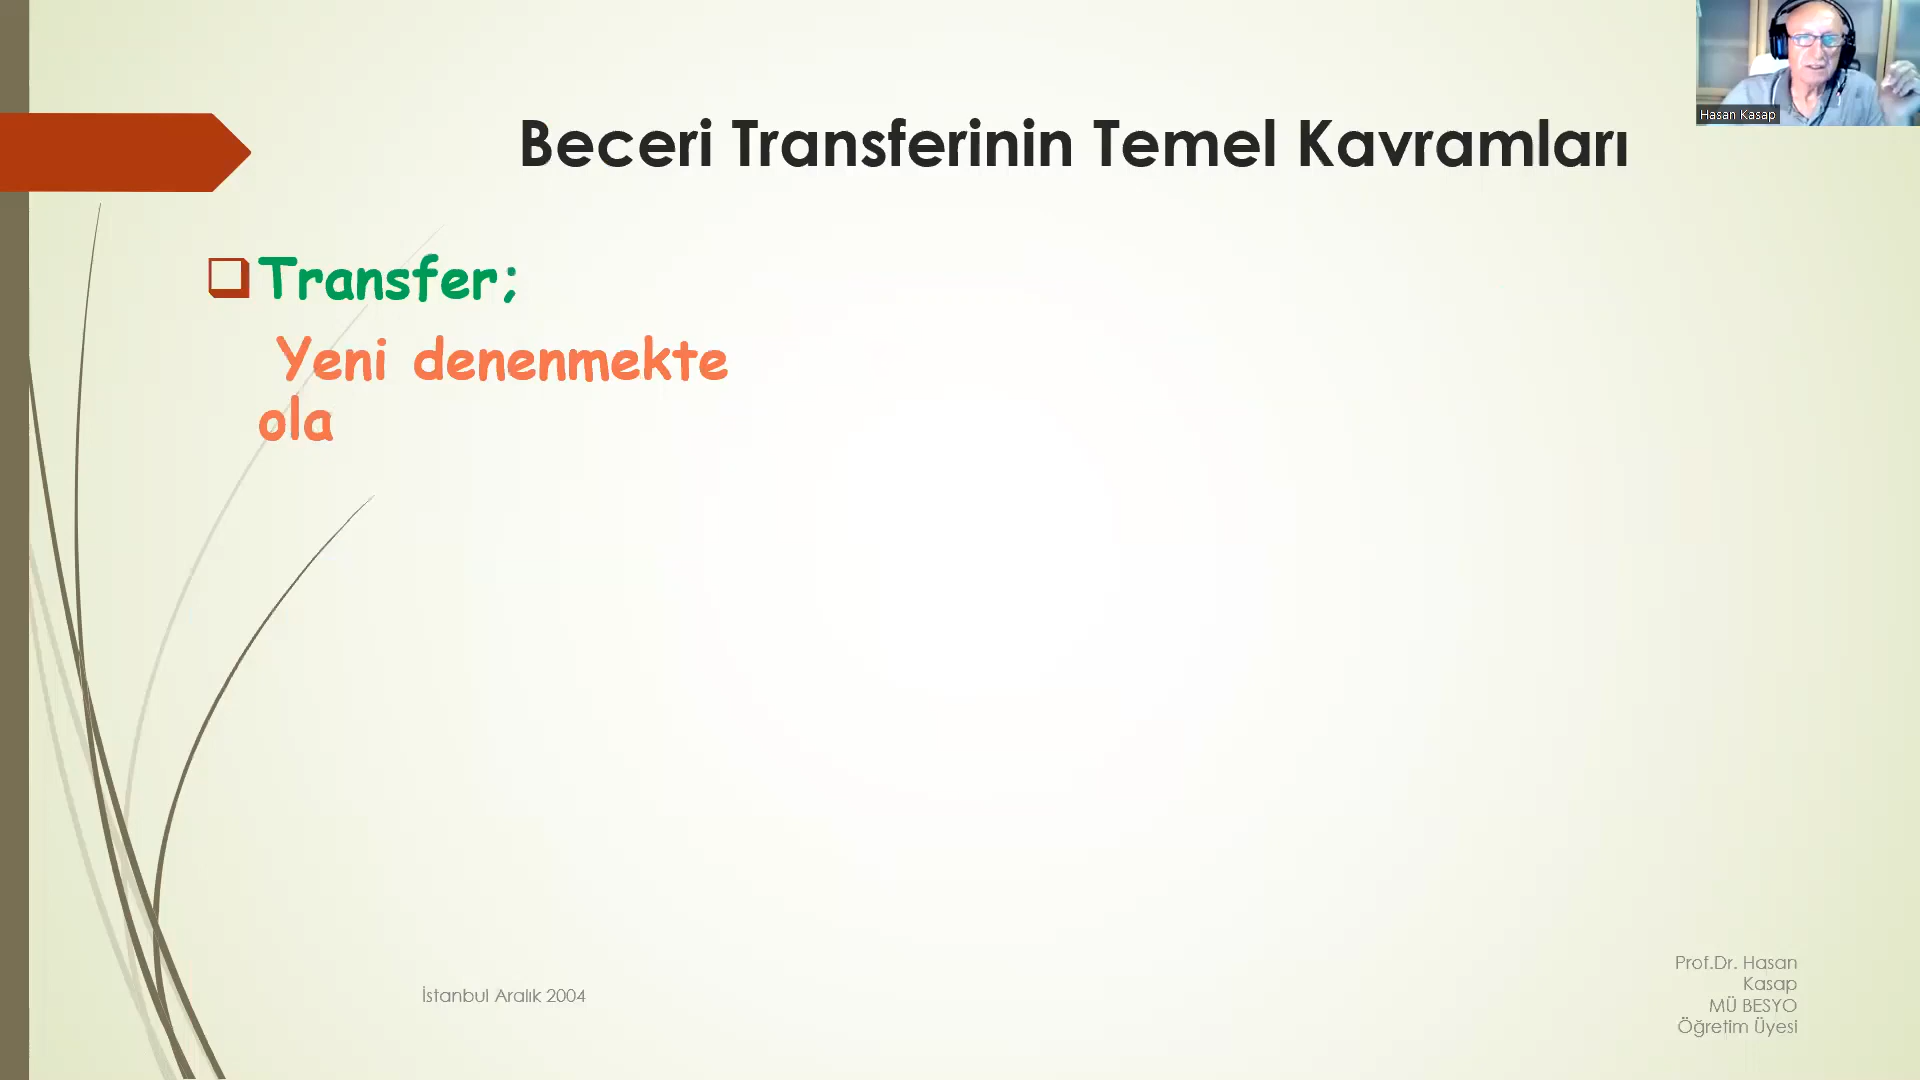 Hasan Kasap
Beceri Transferinin Temel Kavramları
Transfer;
Yeni denenmekte
ola
İstanbul Aralık 2004
Prof.Dr. Hasan
Kasap
MÜ BESYO
Öğretim Üyesi